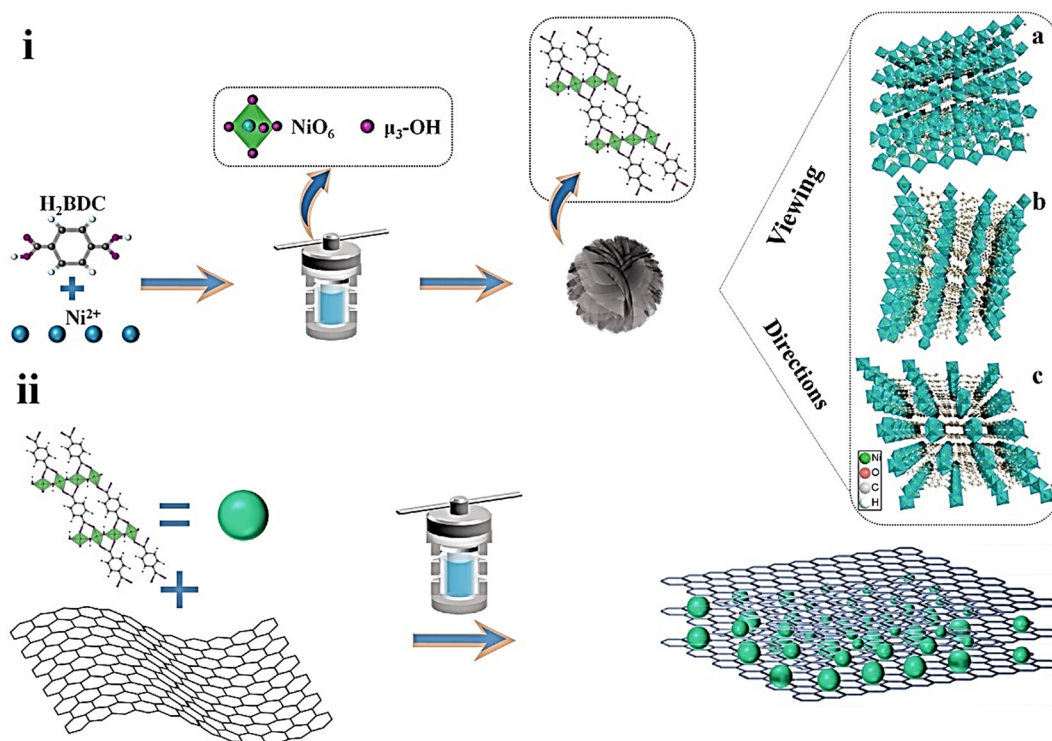 i
a
NiO₆
μ₃-OH
H₂BDC
Viewing
b
Ni²⁺
Directions
ii
c
Ni
O
C
H